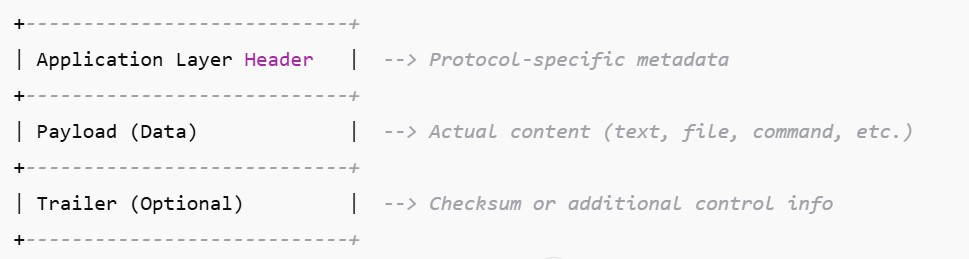 +----------------------------+
| Application Layer Header   |  --> Protocol-specific metadata
+----------------------------+
| Payload (Data)             |  --> Actual content (text, file, command, etc.)
+----------------------------+
| Trailer (Optional)         |  --> Checksum or additional control info
+----------------------------+